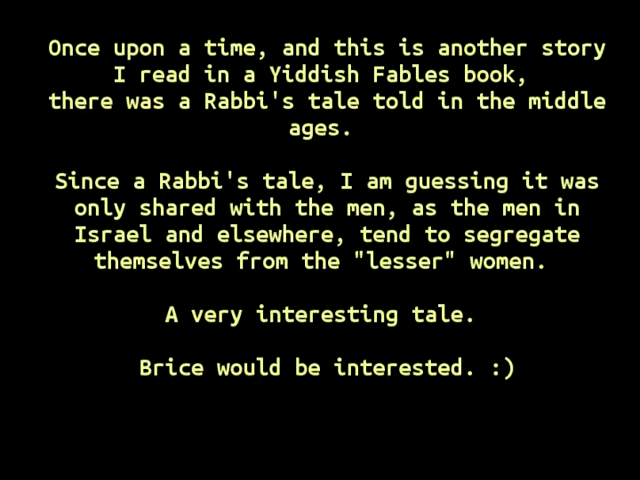 Once upon a time, and this is another story
I read in a Yiddish Fables book,
there was a Rabbi's tale told in the middle
ages.
Since a Rabbi's tale, I am guessing it was
only shared with the men, as the men in
Israel and elsewhere, tend to segregate
themselves from the "lesser" women.
A very interesting tale.
Brice would be interested. :)